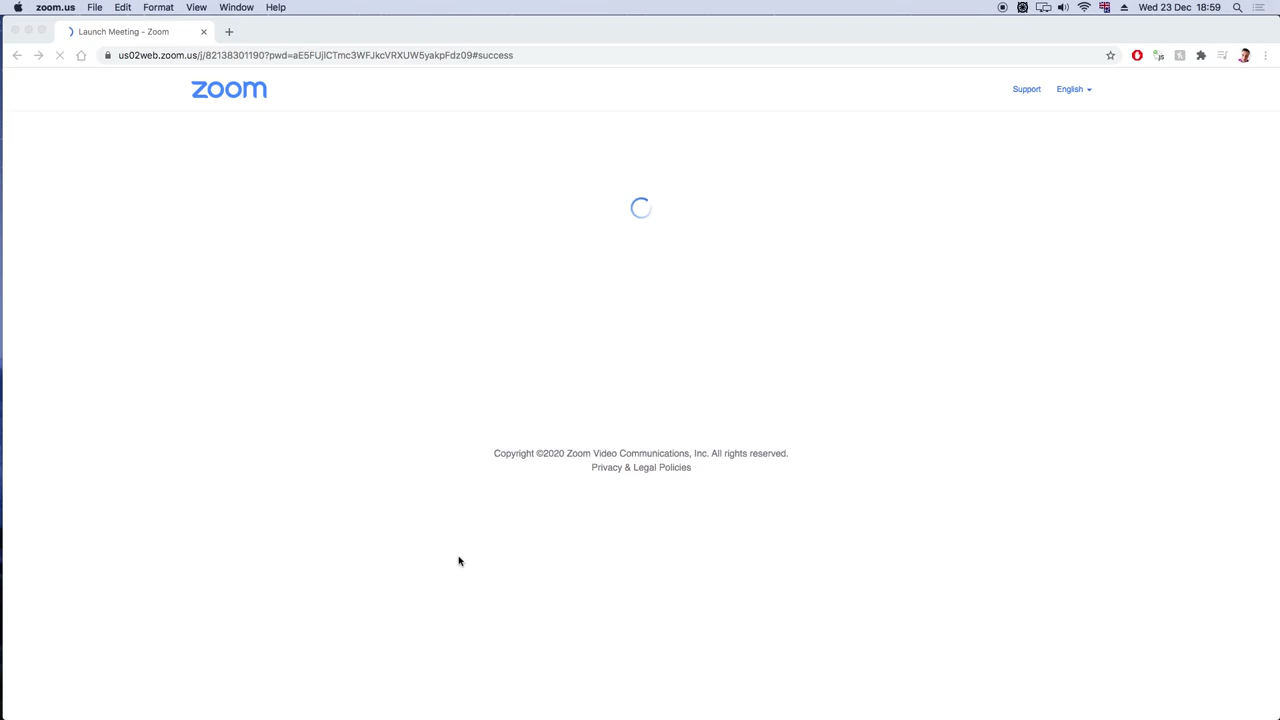 zoom.us File Edit Format View Window Help Wed 23 Dec 18:59
Launch Meeting - Zoom
us02web.zoom.us/j/82138301190?pwd=aE5FUjlCTmc3WFJkcVRXUW5yakpFdz09#success
zoom Support English
Copyright ©2020 Zoom Video Communications, Inc. All rights reserved.
Privacy & Legal Policies